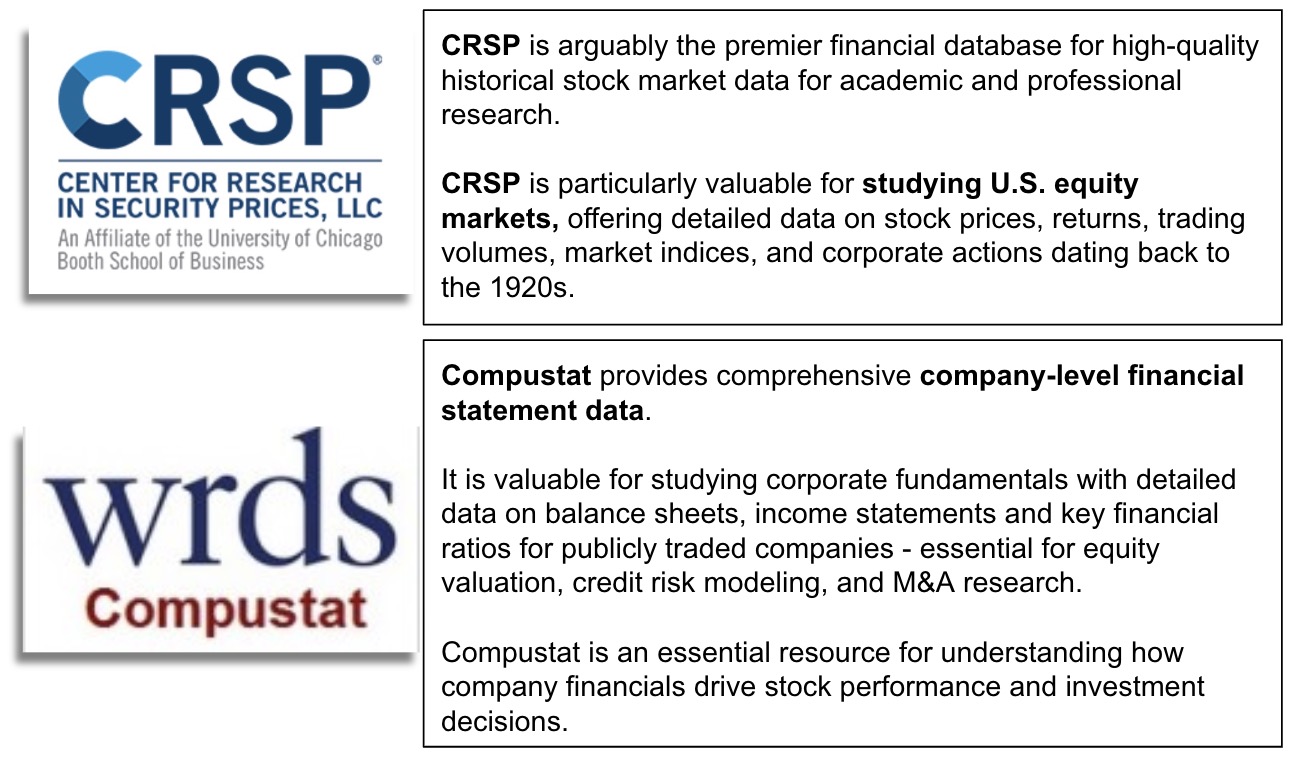 CRSP®
CENTER FOR RESEARCH
IN SECURITY PRICES, LLC
An Affiliate of the University of Chicago
Booth School of Business
CRSP is arguably the premier financial database for high-quality
historical stock market data for academic and professional
research.
CRSP is particularly valuable for studying U.S. equity
markets, offering detailed data on stock prices, returns, trading
volumes, market indices, and corporate actions dating back to
the 1920s.
wrds
Compustat
Compustat provides comprehensive company-level financial
statement data.
It is valuable for studying corporate fundamentals with detailed
data on balance sheets, income statements and key financial
ratios for publicly traded companies - essential for equity
valuation, credit risk modeling, and M&A research.
Compustat is an essential resource for understanding how
company financials drive stock performance and investment
decisions.